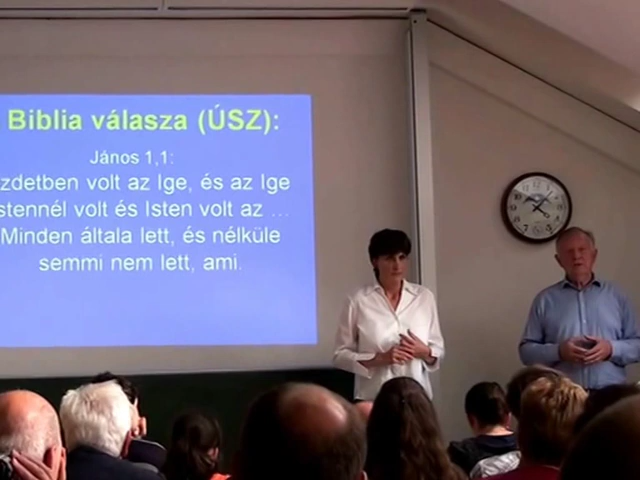 Biblia válasza (ÚSZ):
János 1,1:
zdetben volt az Ige, és az Ige
stennél volt és Isten volt az ...
Minden általa lett, és nélküle
semmi nem lett, ami.